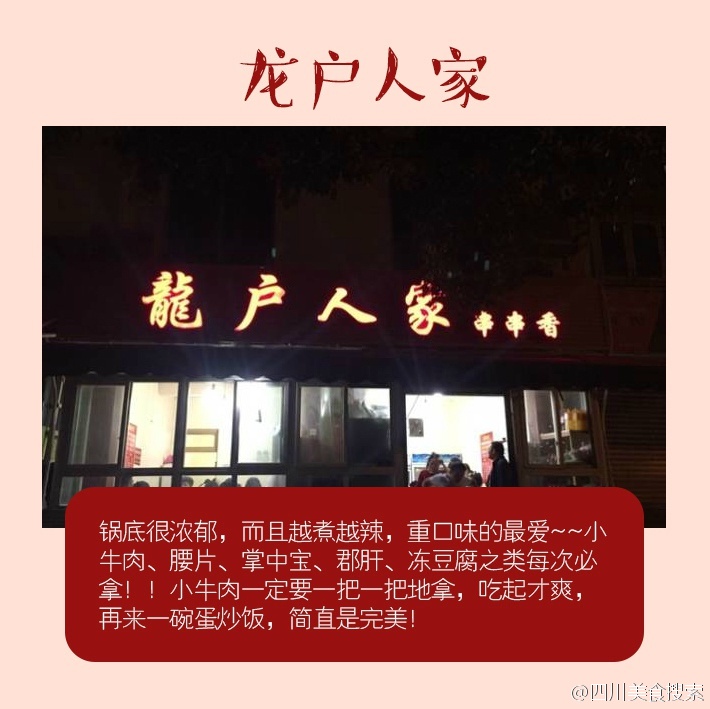 龙户人家
龍户人家 串串香
锅底很浓郁，而且越煮越辣，重口味的最爱~~小
牛肉、腰片、掌中宝、郡肝、冻豆腐之类每次必
拿！！小牛肉一定要一把一把地拿，吃起才爽，
再来一碗蛋炒饭，简直是完美！
@四川美食搜索